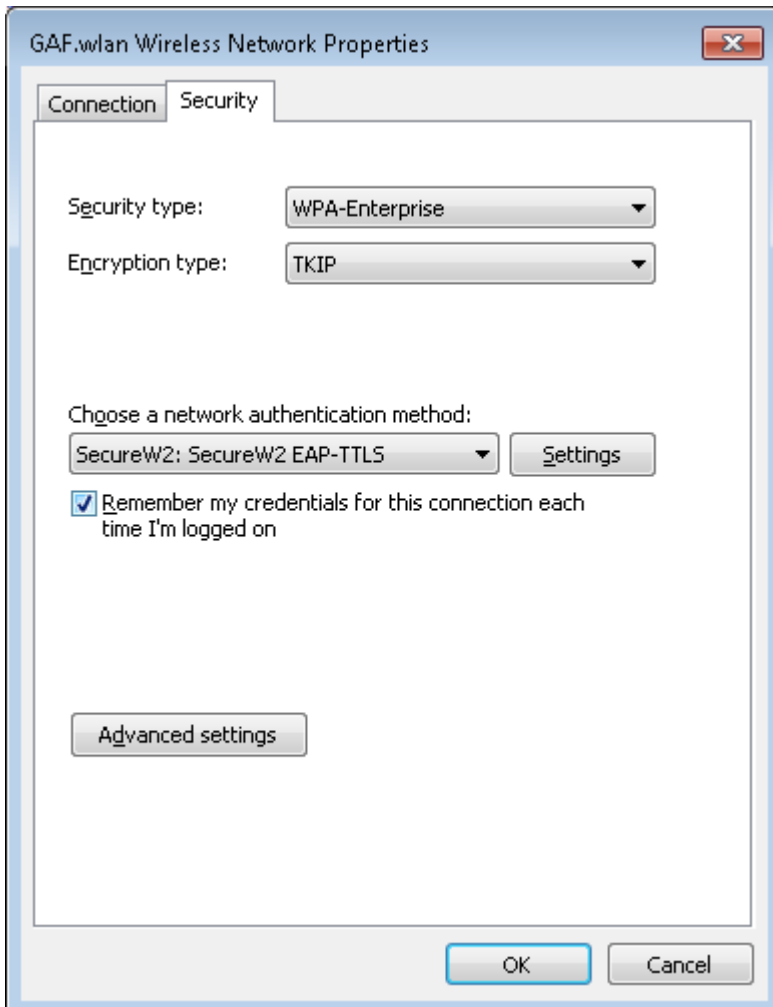 GAF.wlan Wireless Network Properties
Connection
Security
Security type:
WPA-Enterprise
Encryption type:
TKIP
Choose a network authentication method:
SecureW2: SecureW2 EAP-TTLS
Settings
Remember my credentials for this connection each
time I'm logged on
Advanced settings
OK
Cancel